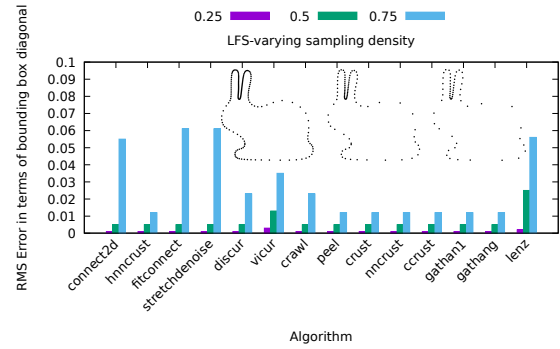 0.25 0.5 0.75
LFS-varying sampling density
RMS Error in terms of bounding box diagonal
0.1
0.09
0.08
0.07
0.06
0.05
0.04
0.03
0.02
0.01
0
connect2d
hnncrust
fitconnect
stretchdenoise
discur
vicur
crawl
peel
crust
nncrust
ccrust
gathan1
gathang
lenz
Algorithm